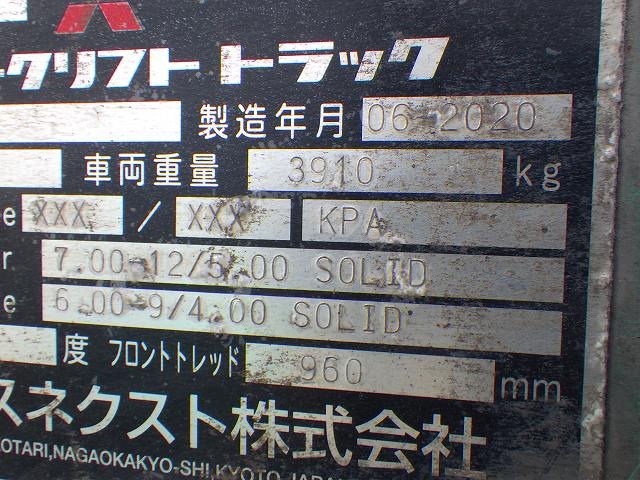 ークリフトトラック
製造年月 06-2020
車両重量 3910 kg
e XXX / XXX KPA
r 7.00-12/5.00 SOLID
e 6.00-9/4.00 SOLID
度 フロントトレッド 960 mm
スネクスト株式会社
OTARI,NAGAOKAKYO-SHI,KYOTO JAPAN